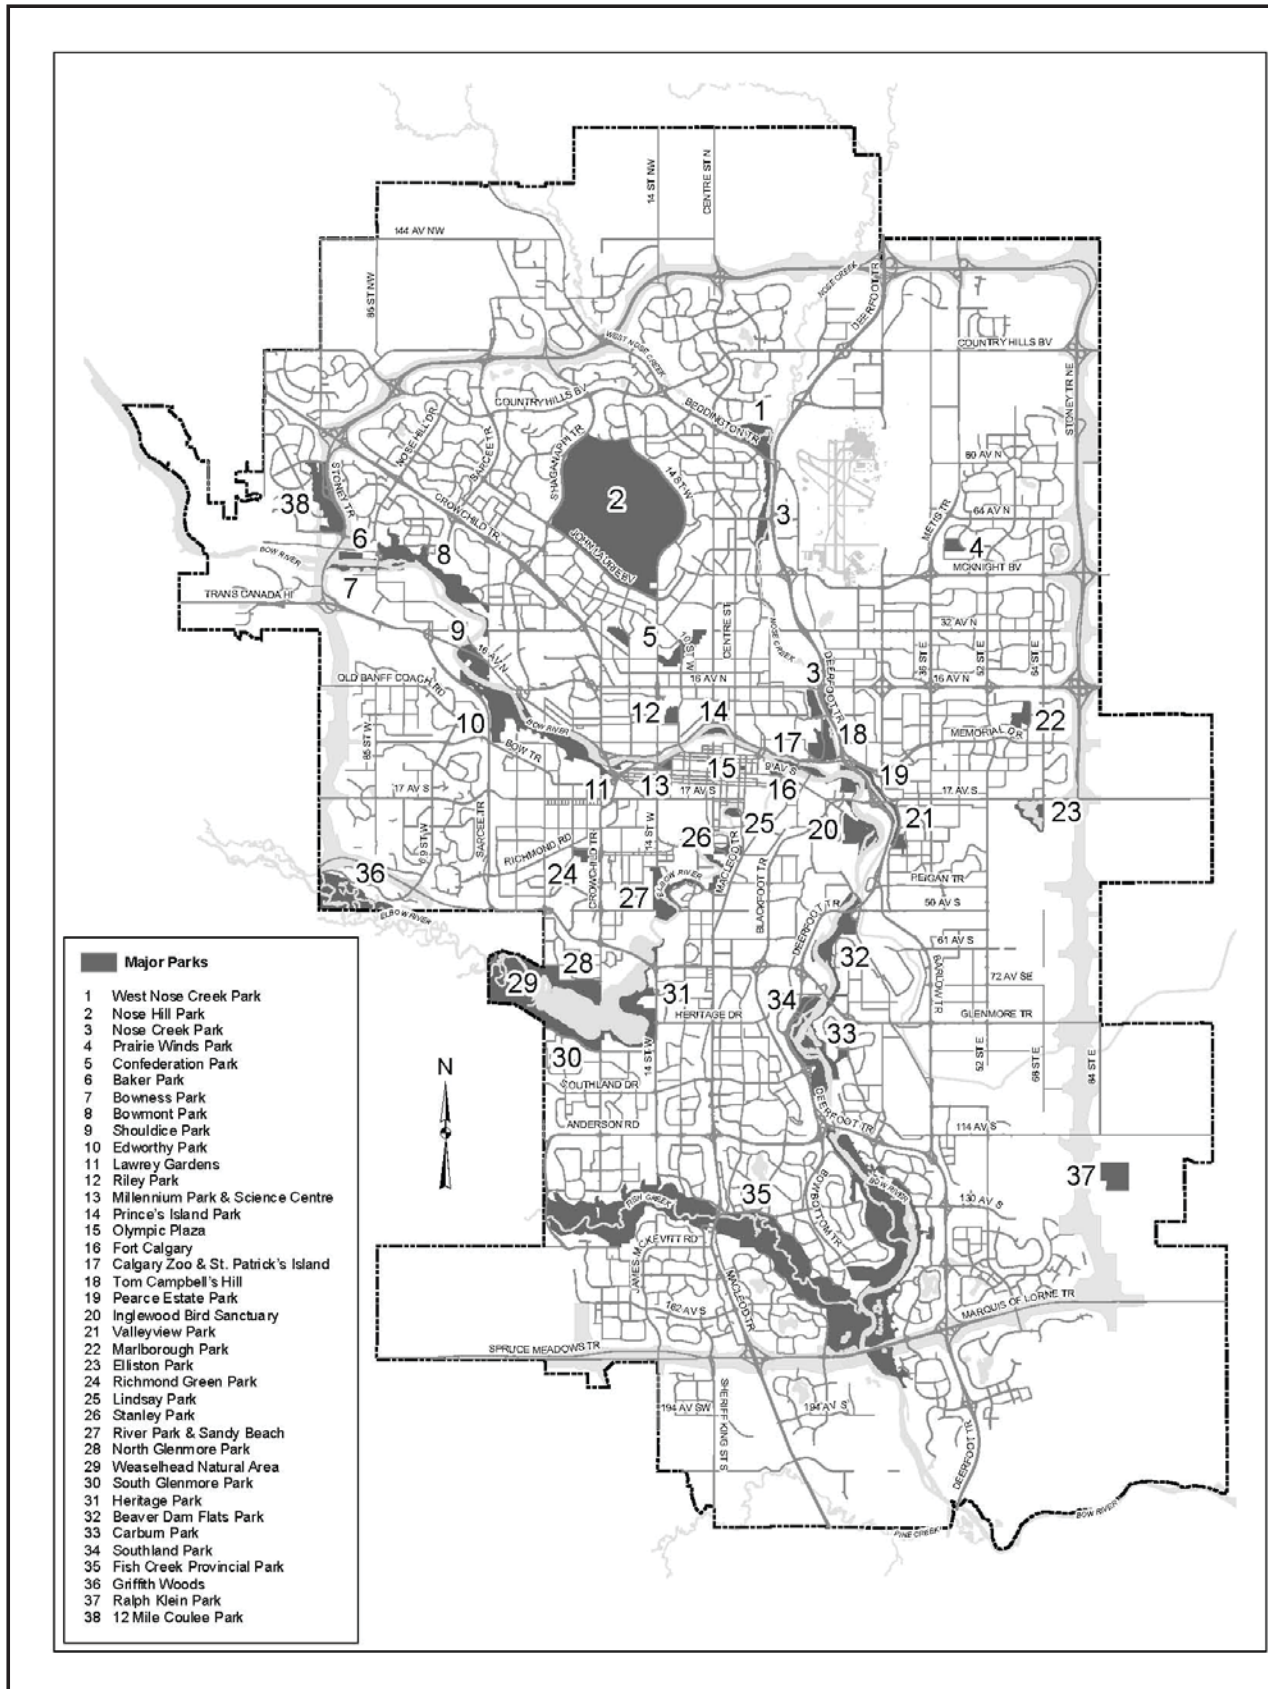 14 ST NW
CENTRE ST N
144 AV NW
85 ST NW
NOSE CREEK
DEERFOOT TR
WEST NOSE CREEK
COUNTRY HILLS BV
STONEY TR NE
COUNTRY HILLS BV
BEDDINGTON TR
1
NOSE HILL DR
SARCEE TR
SHAGANAPPI TR
14 ST W
80 AV N
STONEY TR
38
CROWCHILD TR
2
3
METIS TR
64 AV N
JOHN LAURIE BV
4
6
8
BOW RIVER
MCKNIGHT BV
7
TRANS CANADA HI
9
5
10 ST W
CENTRE ST
NOSE CREEK
32 AV N
16 AV N
DEERFOOT TR
36 ST E
52 ST E
64 ST E
OLD BANFF COACH RD
16 AV N
3
16 AV N
10
BOW RIVER
12
14
18
22
85 ST W
BOW TR
17
MEMORIAL DR
11
13
15
9 AV S
16
19
17 AV S
17 AV S
17 AV S
23
69 ST W
SARCEE TR
RICHMOND RD
14 ST W
26
25
20
21
MACLEOD TR
36
24
CROWCHILD TR
27
ELBOW RIVER
BLACKFOOT TR
PEIGAN TR
50 AV S
ELBOW RIVER
DEERFOOT TR
32
61 AV S
28
29
BARLOW TR
72 AV SE
31
34
HERITAGE DR
33
GLENMORE TR
30
14 ST W
52 ST E
68 ST E
84 ST E
SOUTHLAND DR
ANDERSON RD
DEERFOOT TR
114 AV S
N
37
FISH CREEK
35
BOWBOTTOM TR
BOW RIVER
130 AV S
JAMES MCKEVITT RD
MACLEOD TR
162 AV S
MARQUIS OF LORNE TR
SPRUCE MEADOWS TR
194 AV SW
SHERIFF KING ST S
194 AV S
DEERFOOT TR
PINE CREEK
BOW RIVER
Major Parks
1 West Nose Creek Park
2 Nose Hill Park
3 Nose Creek Park
4 Prairie Winds Park
5 Confederation Park
6 Baker Park
7 Bowness Park
8 Bowmont Park
9 Shouldice Park
10 Edworthy Park
11 Lawrey Gardens
12 Riley Park
13 Millennium Park & Science Centre
14 Prince's Island Park
15 Olympic Plaza
16 Fort Calgary
17 Calgary Zoo & St. Patrick's Island
18 Tom Campbell's Hill
19 Pearce Estate Park
20 Inglewood Bird Sanctuary
21 Valleyview Park
22 Marlborough Park
23 Elliston Park
24 Richmond Green Park
25 Lindsay Park
26 Stanley Park
27 River Park & Sandy Beach
28 North Glenmore Park
29 Weaselhead Natural Area
30 South Glenmore Park
31 Heritage Park
32 Beaver Dam Flats Park
33 Carburn Park
34 Southland Park
35 Fish Creek Provincial Park
36 Griffith Woods
37 Ralph Klein Park
38 12 Mile Coulee Park